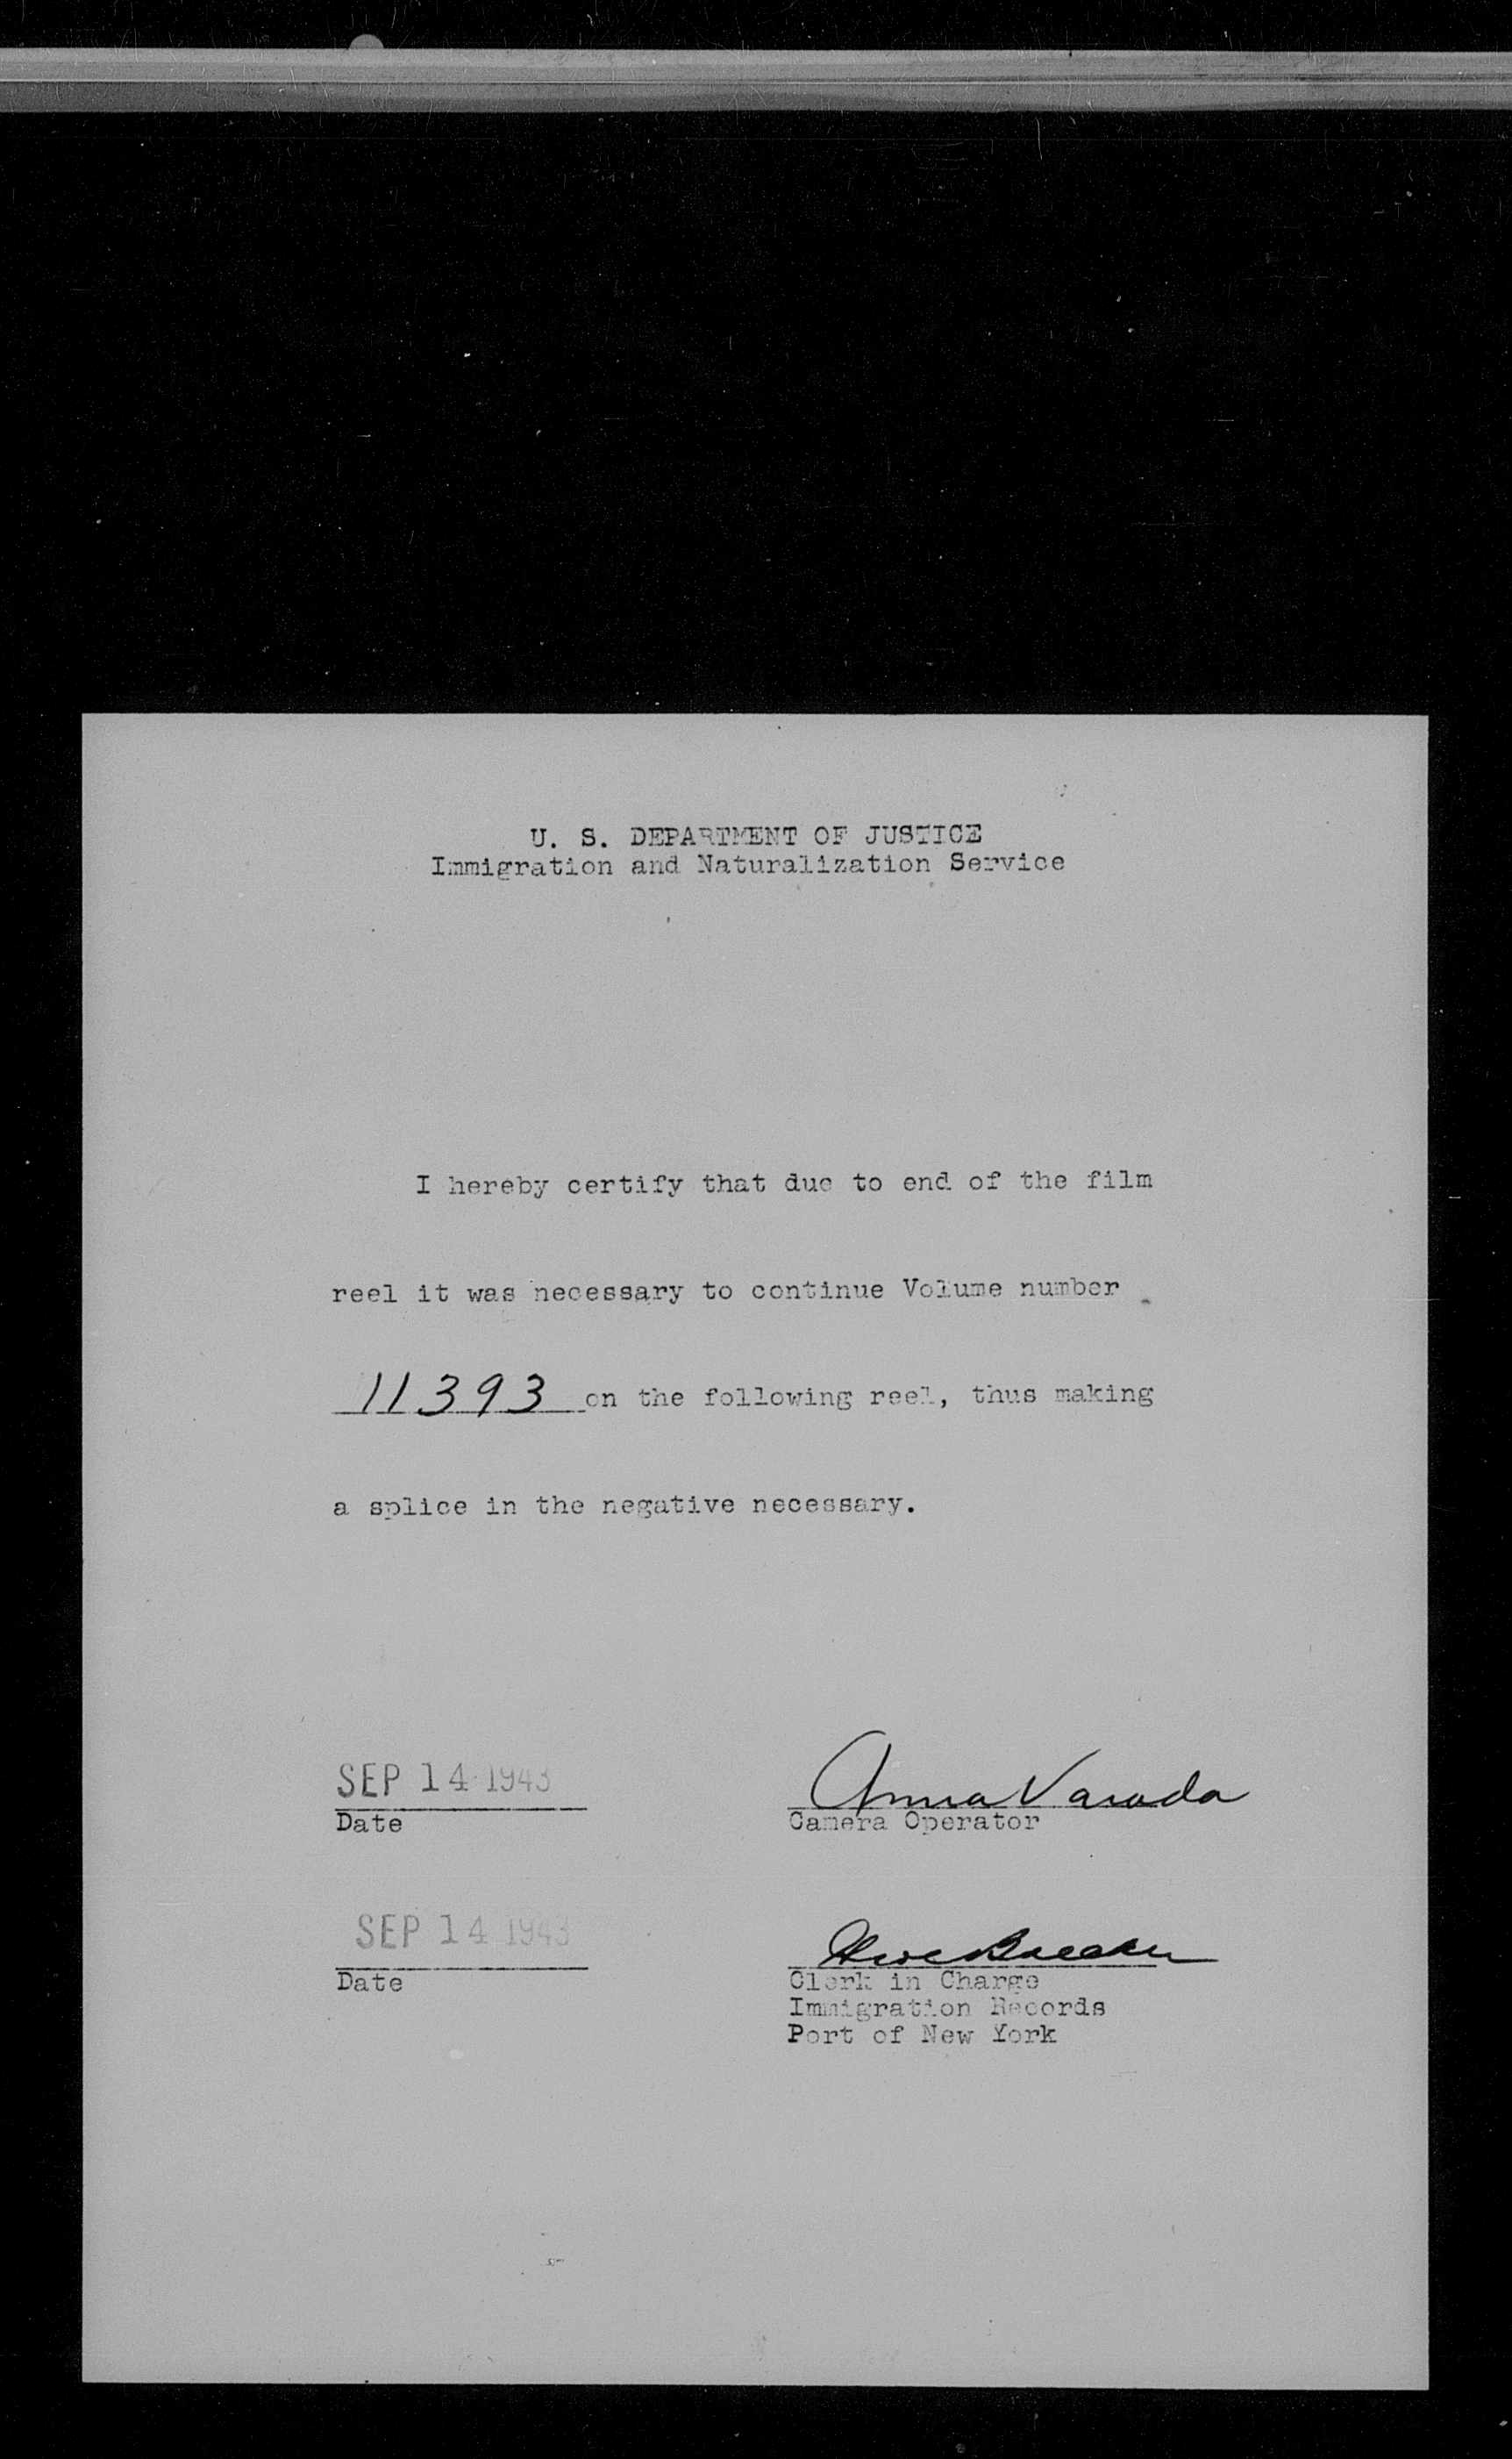 U. S. DEPARTMENT OF JUSTICE
Immigration and Naturalization Service
I hereby certify that due to end of the film
reel it was necessary to continue Volume number
11393 on the following reel, thus making
a splice in the negative necessary.
SEP 14 1943
Date
Anna Varada
Camera Operator
SEP 14 1943
Date
Clerk in Charge
Immigration Records
Port of New York